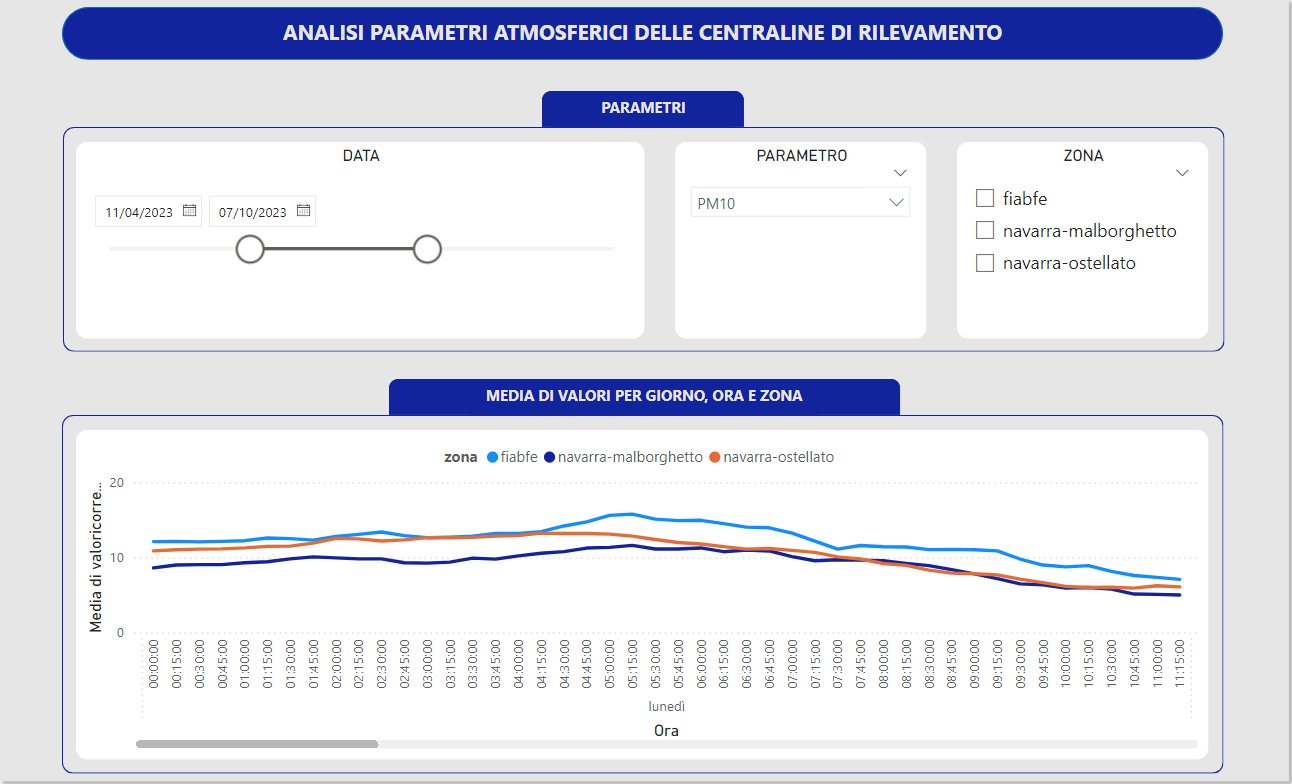 ANALISI PARAMETRI ATMOSFERICI DELLE CENTRALINE DI RILEVAMENTO
PARAMETRI
DATA
11/04/2023 07/10/2023
PARAMETRO
PM10
ZONA
fiabfe
navarra-malborghetto
navarra-ostellato
MEDIA DI VALORI PER GIORNO, ORA E ZONA
zona fiabfe navarra-malborghetto navarra-ostellato
Media di valoricorre...
20
10
0
00:00:00 00:15:00 00:30:00 00:45:00 01:00:00 01:15:00 01:30:00 01:45:00 02:00:00 02:15:00 02:30:00 02:45:00 03:00:00 03:15:00 03:30:00 03:45:00 04:00:00 04:15:00 04:30:00 04:45:00 05:00:00 05:15:00 05:30:00 05:45:00 06:00:00 06:15:00 06:30:00 06:45:00 07:00:00 07:15:00 07:30:00 07:45:00 08:00:00 08:15:00 08:30:00 08:45:00 09:00:00 09:15:00 09:30:00 09:45:00 10:00:00 10:15:00 10:30:00 10:45:00 11:00:00 11:15:00
lunedì
Ora